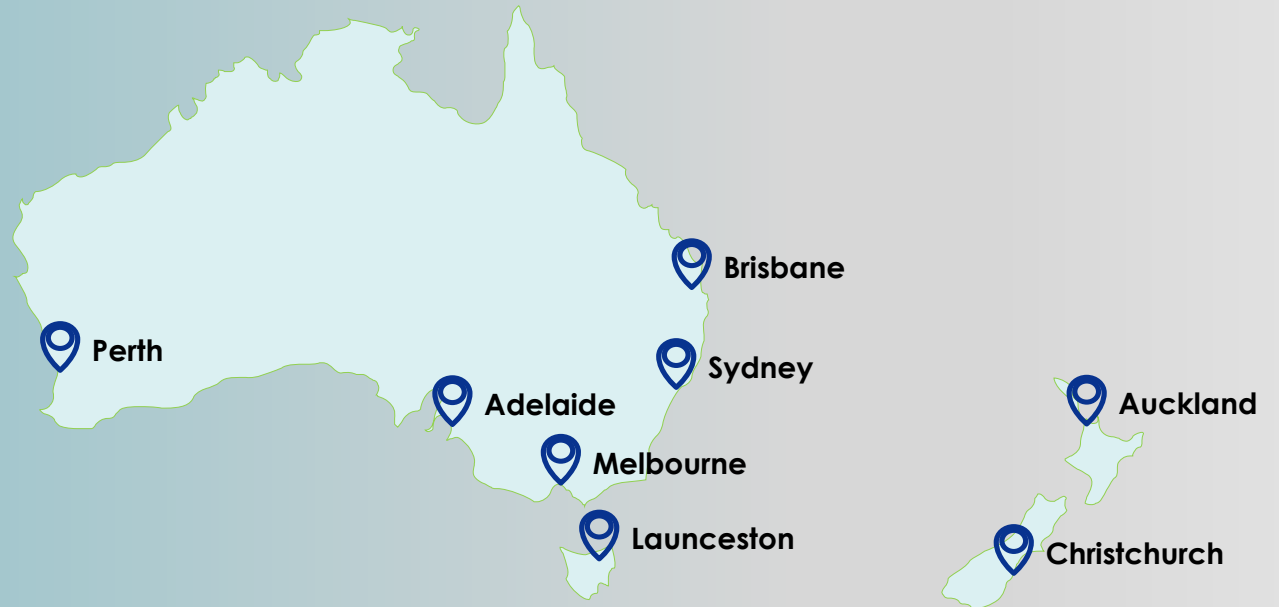 Brisbane
Perth
Sydney
Adelaide
Auckland
Melbourne
Launceston
Christchurch